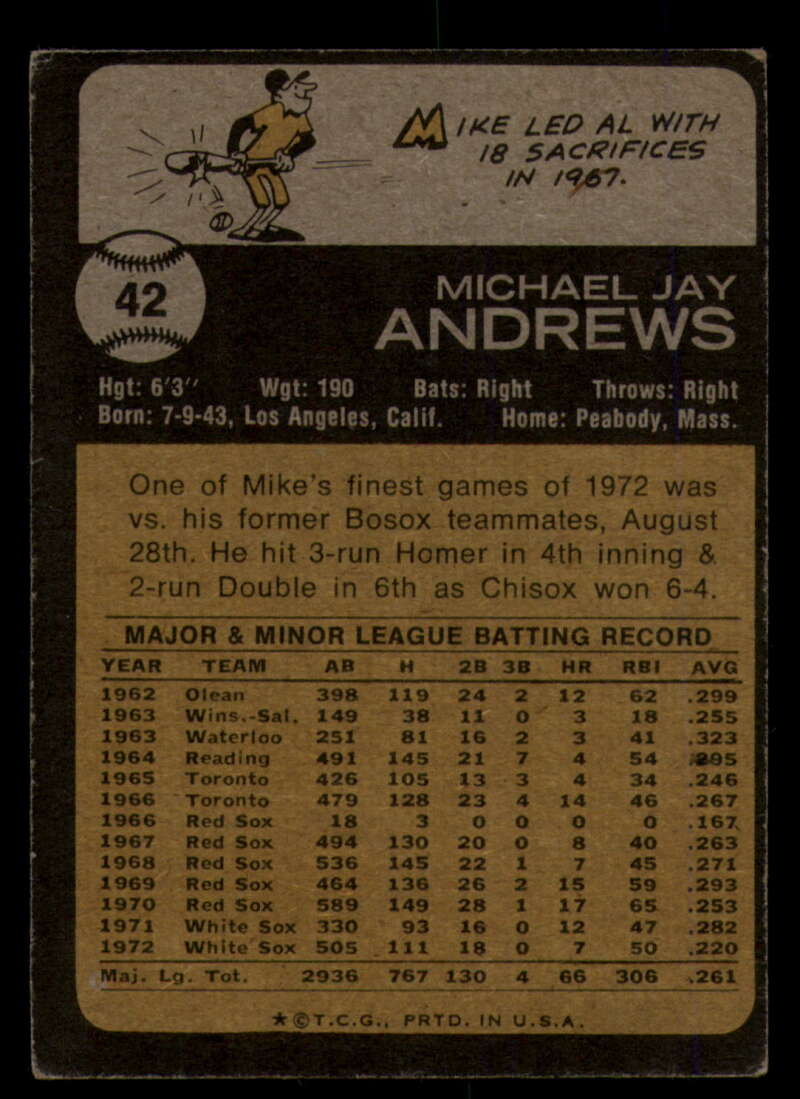 MIKE LED AL WITH
18 SACRIFICES
IN 1967.
42
MICHAEL JAY
ANDREWS
Hgt: 6'3" Wgt: 190 Bats: Right Throws: Right
Born: 7-9-43, Los Angeles, Calif. Home: Peabody, Mass.
One of Mike's finest games of 1972 was
vs. his former Bosox teammates, August
28th. He hit 3-run Homer in 4th inning &
2-run Double in 6th as Chisox won 6-4.
MAJOR & MINOR LEAGUE BATTING RECORD
YEAR TEAM AB H 2B 3B HR RBI AVG
1962 Olean 398 119 24 2 12 62 .299
1963 Wins.-Sal. 149 38 11 0 3 18 .255
1963 Waterloo 251 81 16 2 3 41 .323
1964 Reading 491 145 21 7 4 54 .295
1965 Toronto 426 105 13 3 4 34 .246
1966 Toronto 479 128 23 4 14 46 .267
1966 Red Sox 18 3 0 0 0 0 .167
1967 Red Sox 494 130 20 0 8 40 .263
1968 Red Sox 536 145 22 1 7 45 .271
1969 Red Sox 464 136 26 2 15 59 .293
1970 Red Sox 589 149 28 1 17 65 .253
1971 White Sox 330 93 16 0 12 47 .282
1972 White Sox 505 111 18 0 7 50 .220
Maj. Lg. Tot. 2936 767 130 4 66 306 .261
★©T.C.G., PRTD. IN U.S.A.